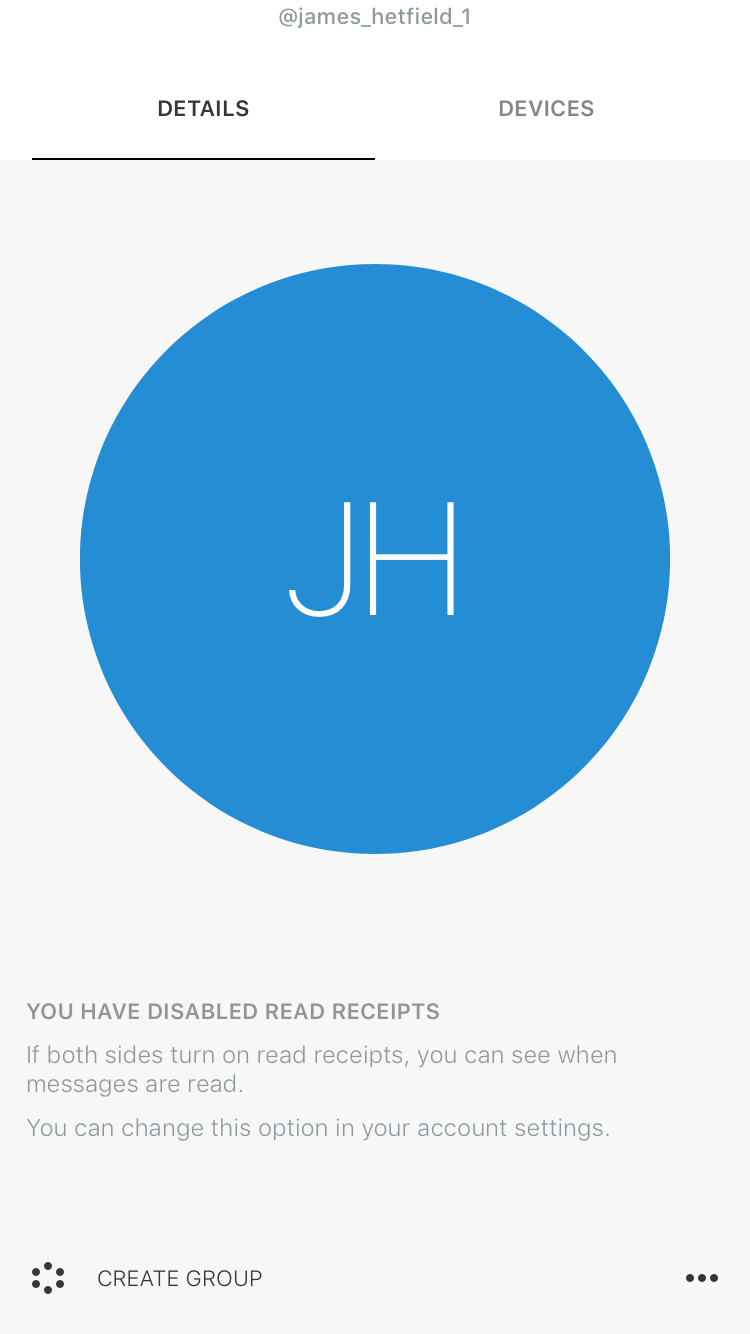 @james_hetfield_1
DETAILS
DEVICES
JH
YOU HAVE DISABLED READ RECEIPTS
If both sides turn on read receipts, you can see when
messages are read.
You can change this option in your account settings.
CREATE GROUP